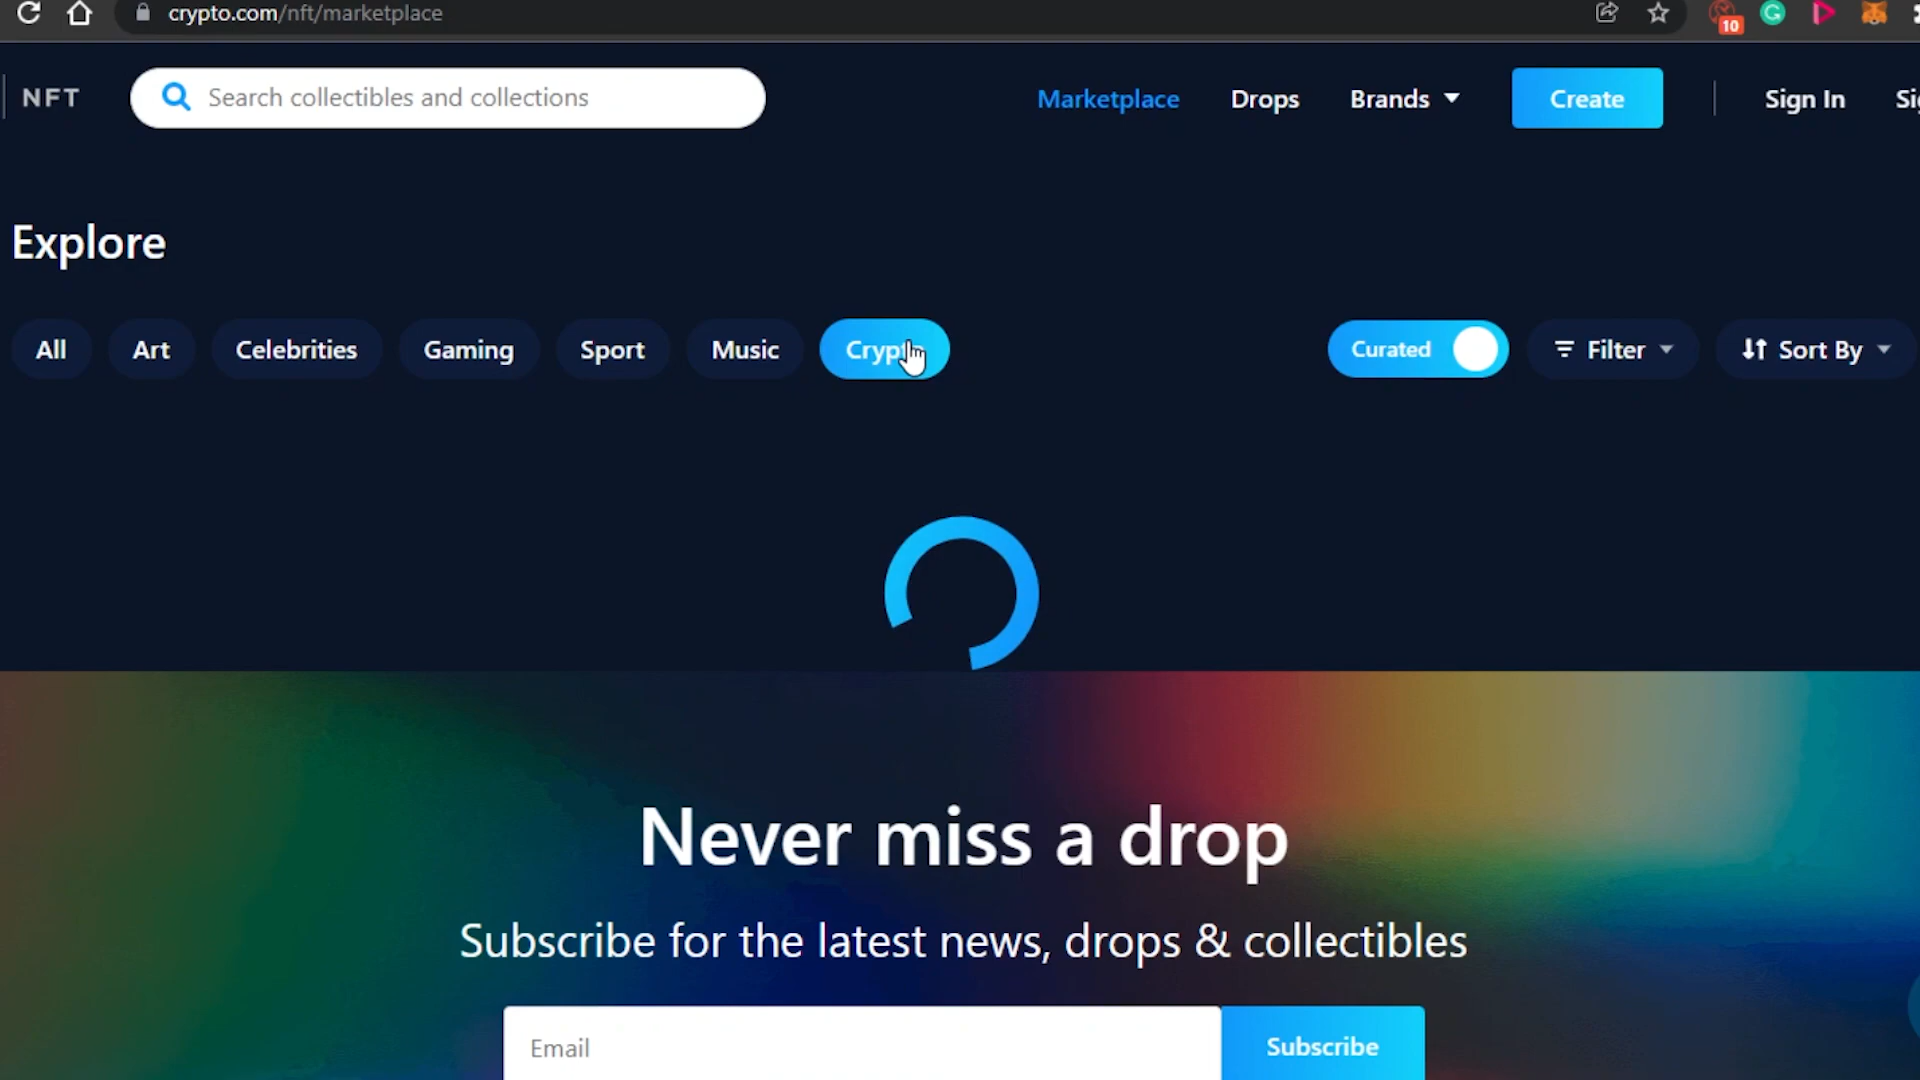 crypto.com/nft/marketplace
10
NFT
Search collectibles and collections
Marketplace
Drops
Brands
Create
Sign In
Explore
All
Art
Celebrities
Gaming
Sport
Music
Curated
Filter
Sort By
Never miss a drop
Subscribe for the latest news, drops & collectibles
Email
Subscribe